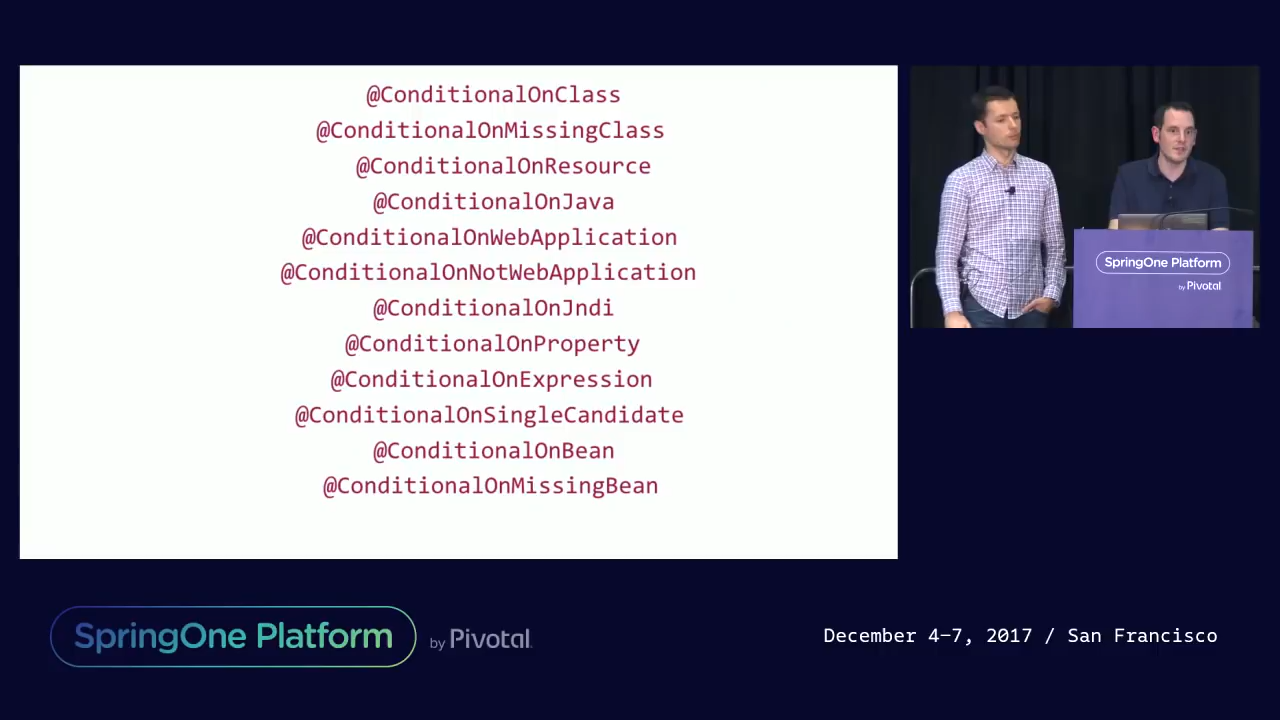 @ConditionalOnClass
@ConditionalOnMissingClass
@ConditionalOnResource
@ConditionalOnJava
@ConditionalOnWebApplication
@ConditionalOnNotWebApplication
@ConditionalOnJndi
@ConditionalOnProperty
@ConditionalOnExpression
@ConditionalOnSingleCandidate
@ConditionalOnBean
@ConditionalOnMissingBean
SpringOne Platform
by Pivotal
SpringOne Platform by Pivotal.
December 4–7, 2017 / San Francisco